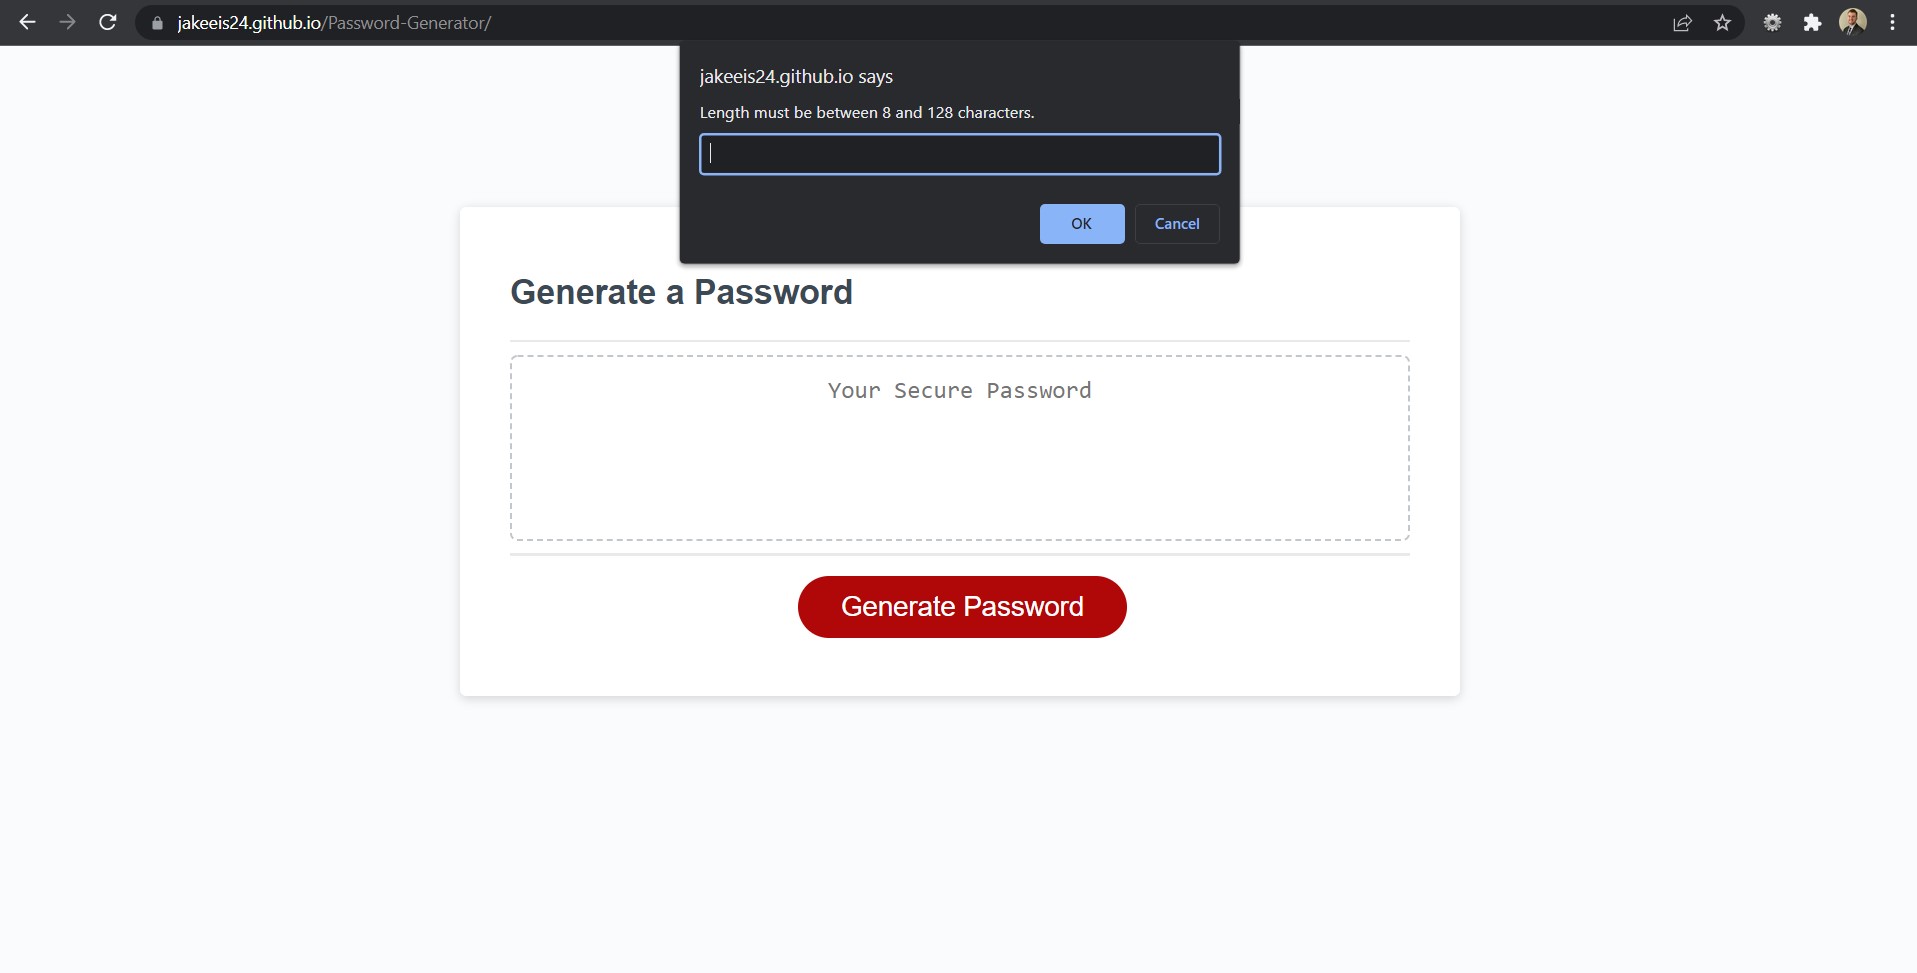 jakeeis24.github.io/Password-Generator/
jakeeis24.github.io says
Length must be between 8 and 128 characters.
OK
Cancel
Generate a Password
Your Secure Password
Generate Password